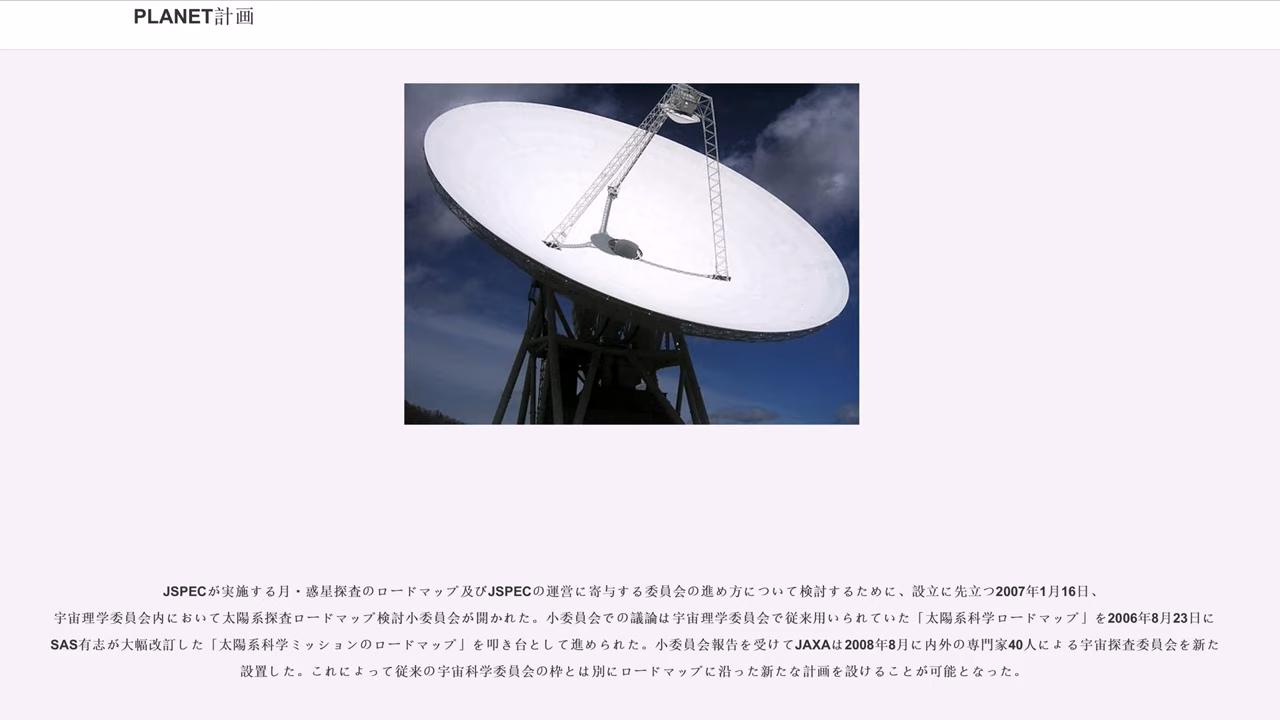 PLANET計画
JSPECが実施する月・惑星探査のロードマップ及びJSPECの運営に寄与する委員会の進め方について検討するために、設立に先立つ2007年1月16日、
宇宙理学委員会内において太陽系探査ロードマップ検討小委員会が開かれた。小委員会での議論は宇宙理学委員会で従来用いられていた「太陽系科学ロードマップ」を2006年8月23日に
SAS有志が大幅改訂した「太陽系科学ミッションのロードマップ」を叩き台として進められた。小委員会報告を受けてJAXAは2008年8月に内外の専門家40人による宇宙探査委員会を新た
設置した。これによって従来の宇宙科学委員会の枠とは別にロードマップに沿った新たな計画を設けることが可能となった。